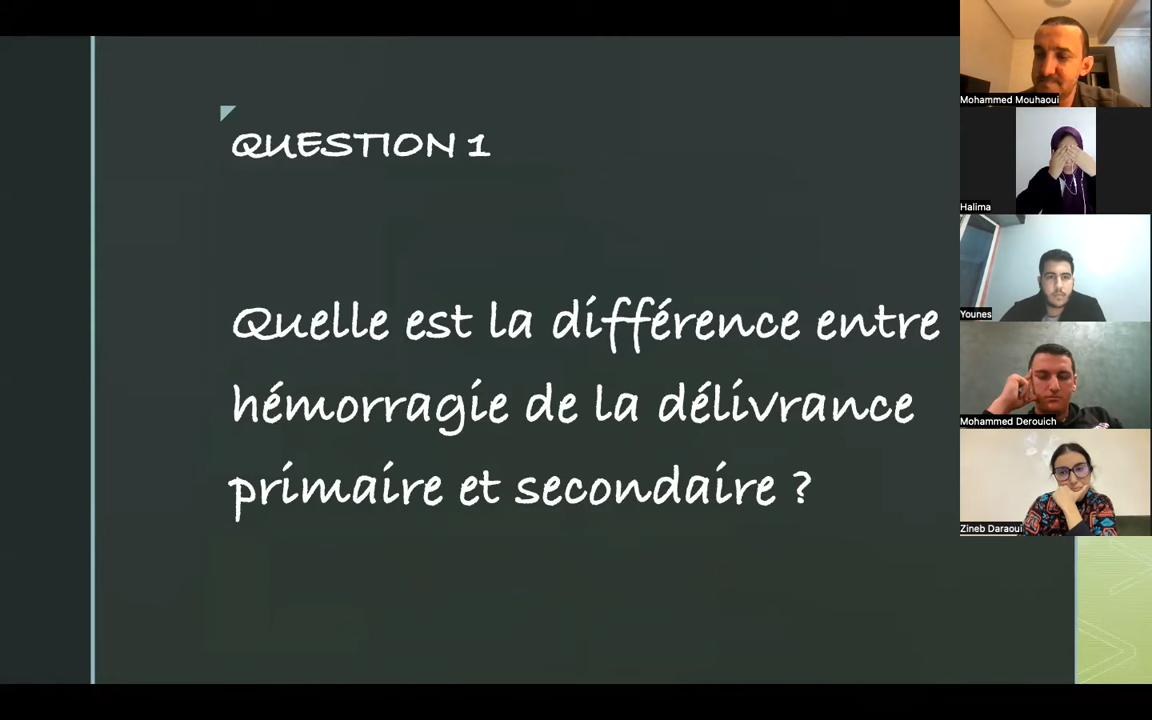 QUESTION 1
Quelle est la différence entre
hémorragie de la délivrance
primaire et secondaire ?
Mohammed Mouhaoui
Halima
Younes
Mohammed Derouich
Zineb Daraoui